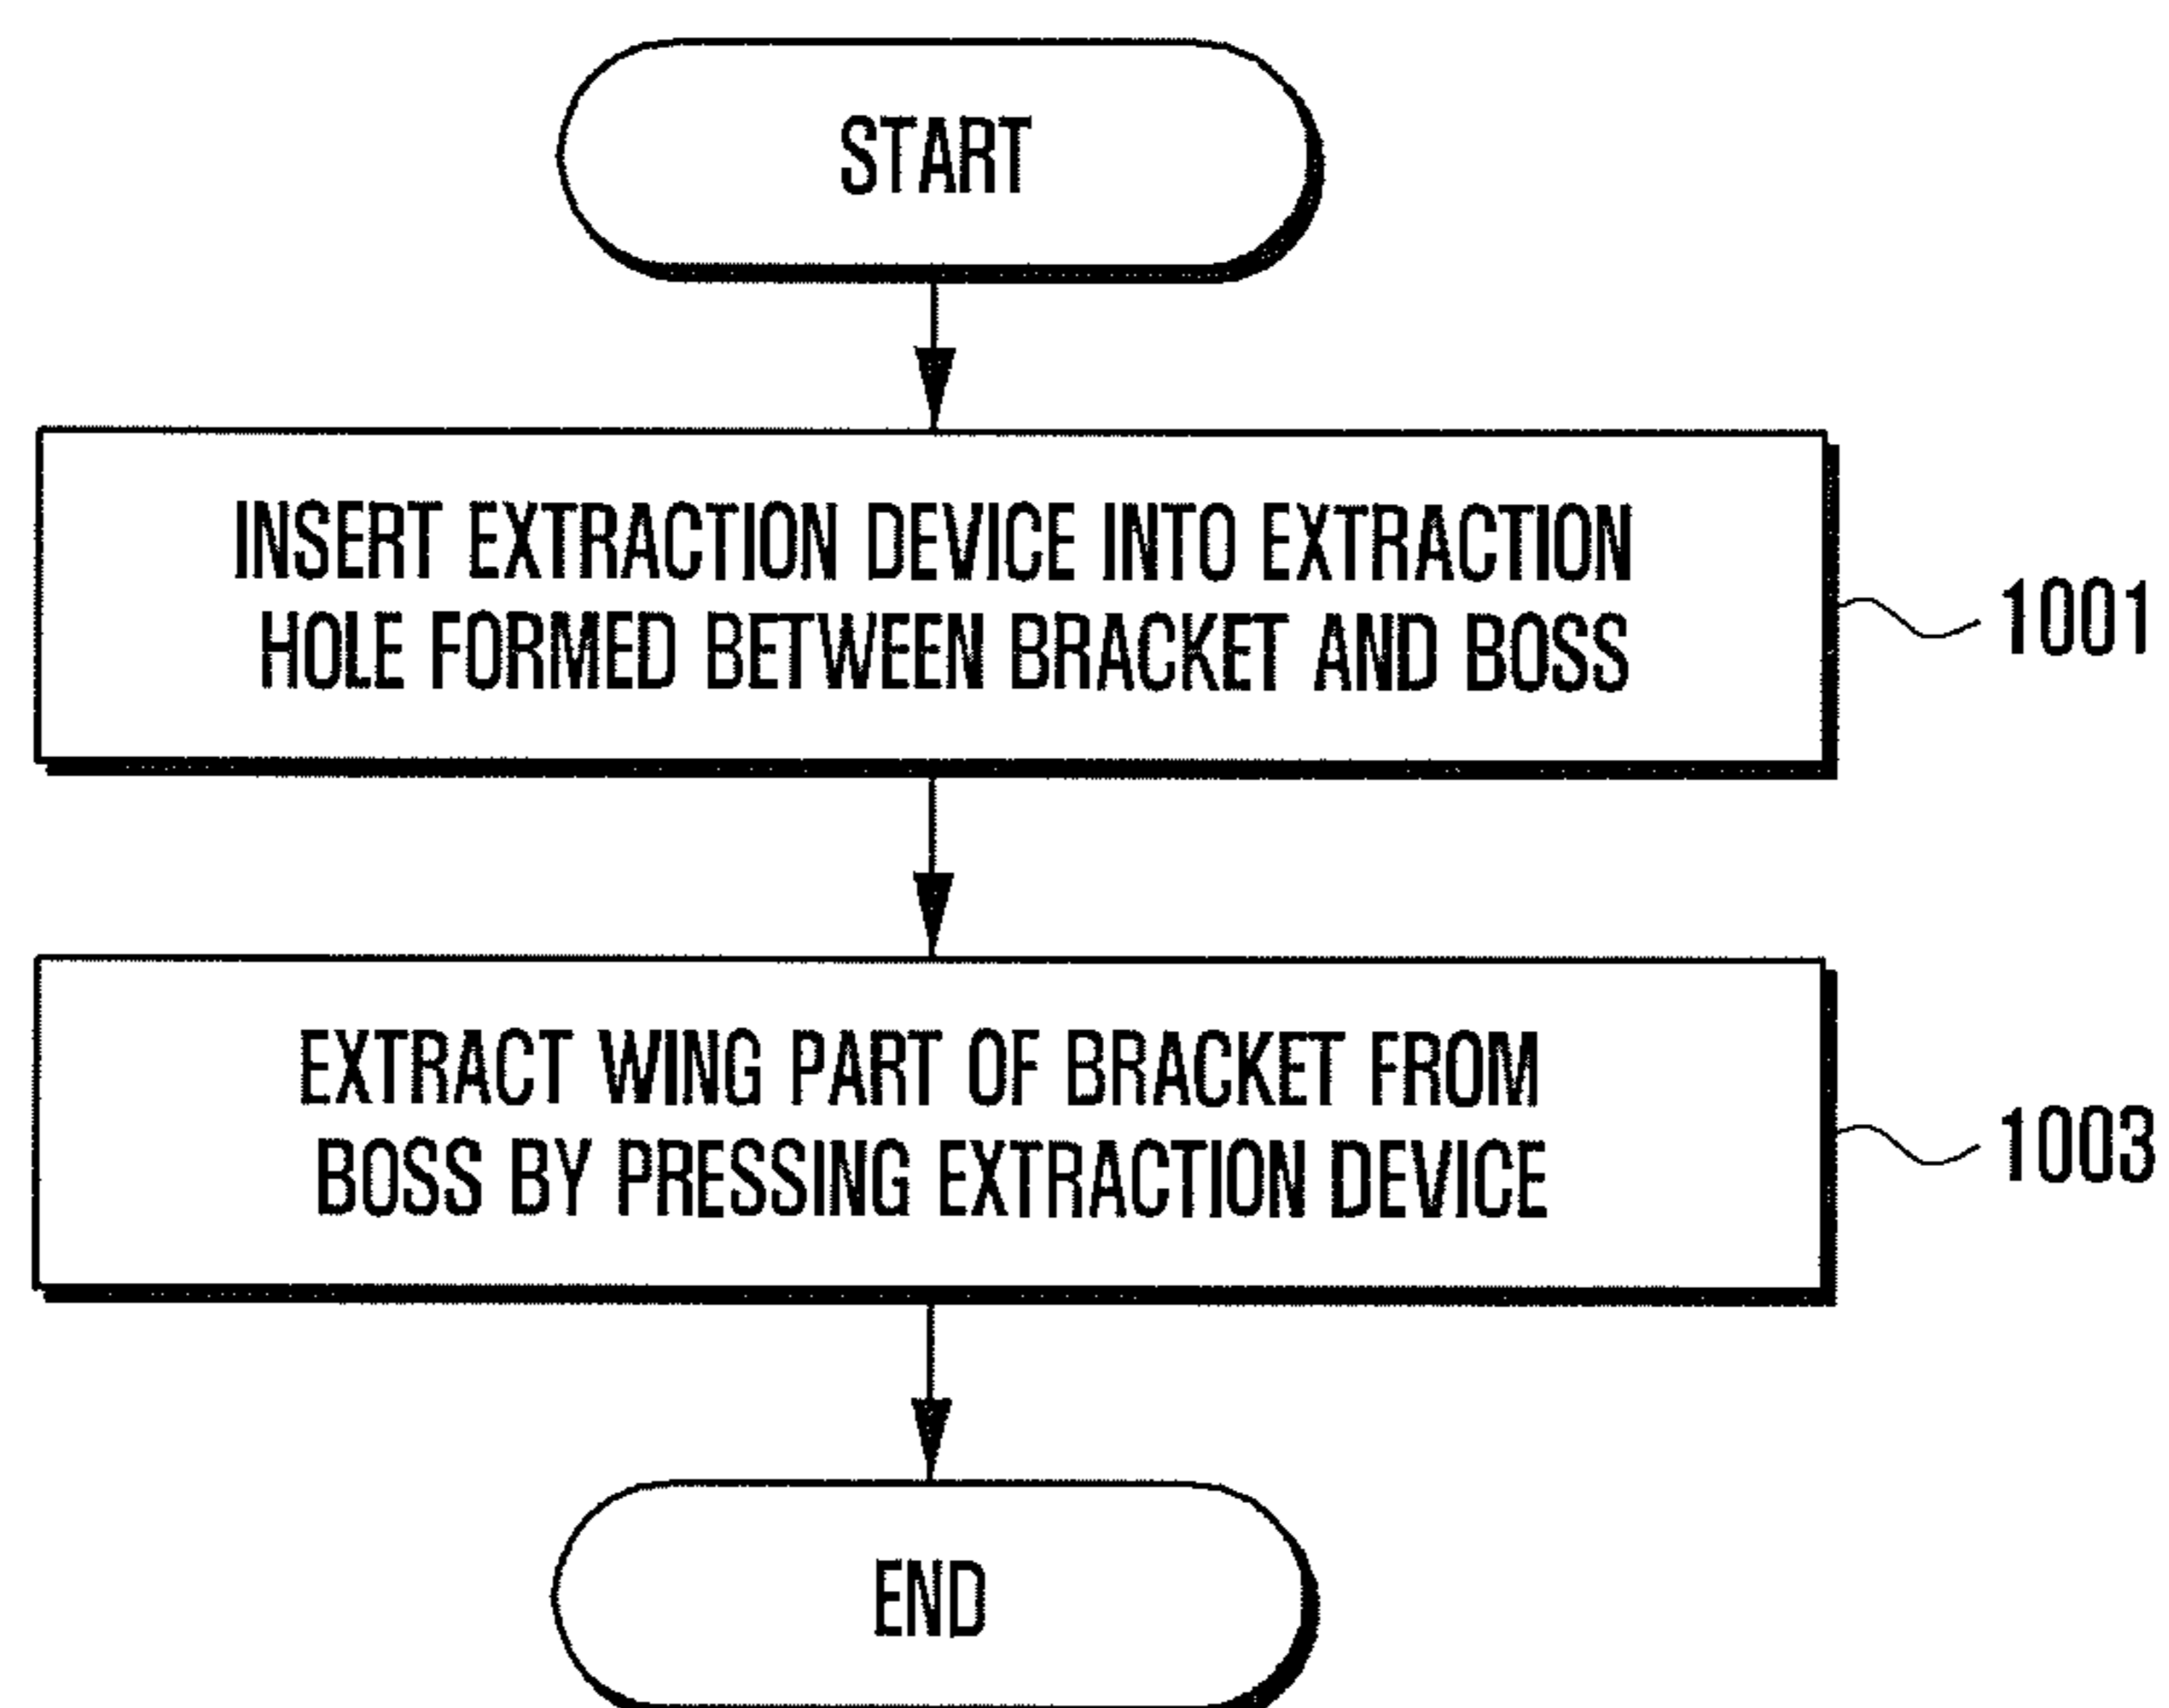 START
INSERT EXTRACTION DEVICE INTO EXTRACTION
HOLE FORMED BETWEEN BRACKET AND BOSS
1001
EXTRACT WING PART OF BRACKET FROM
BOSS BY PRESSING EXTRACTION DEVICE
1003
END